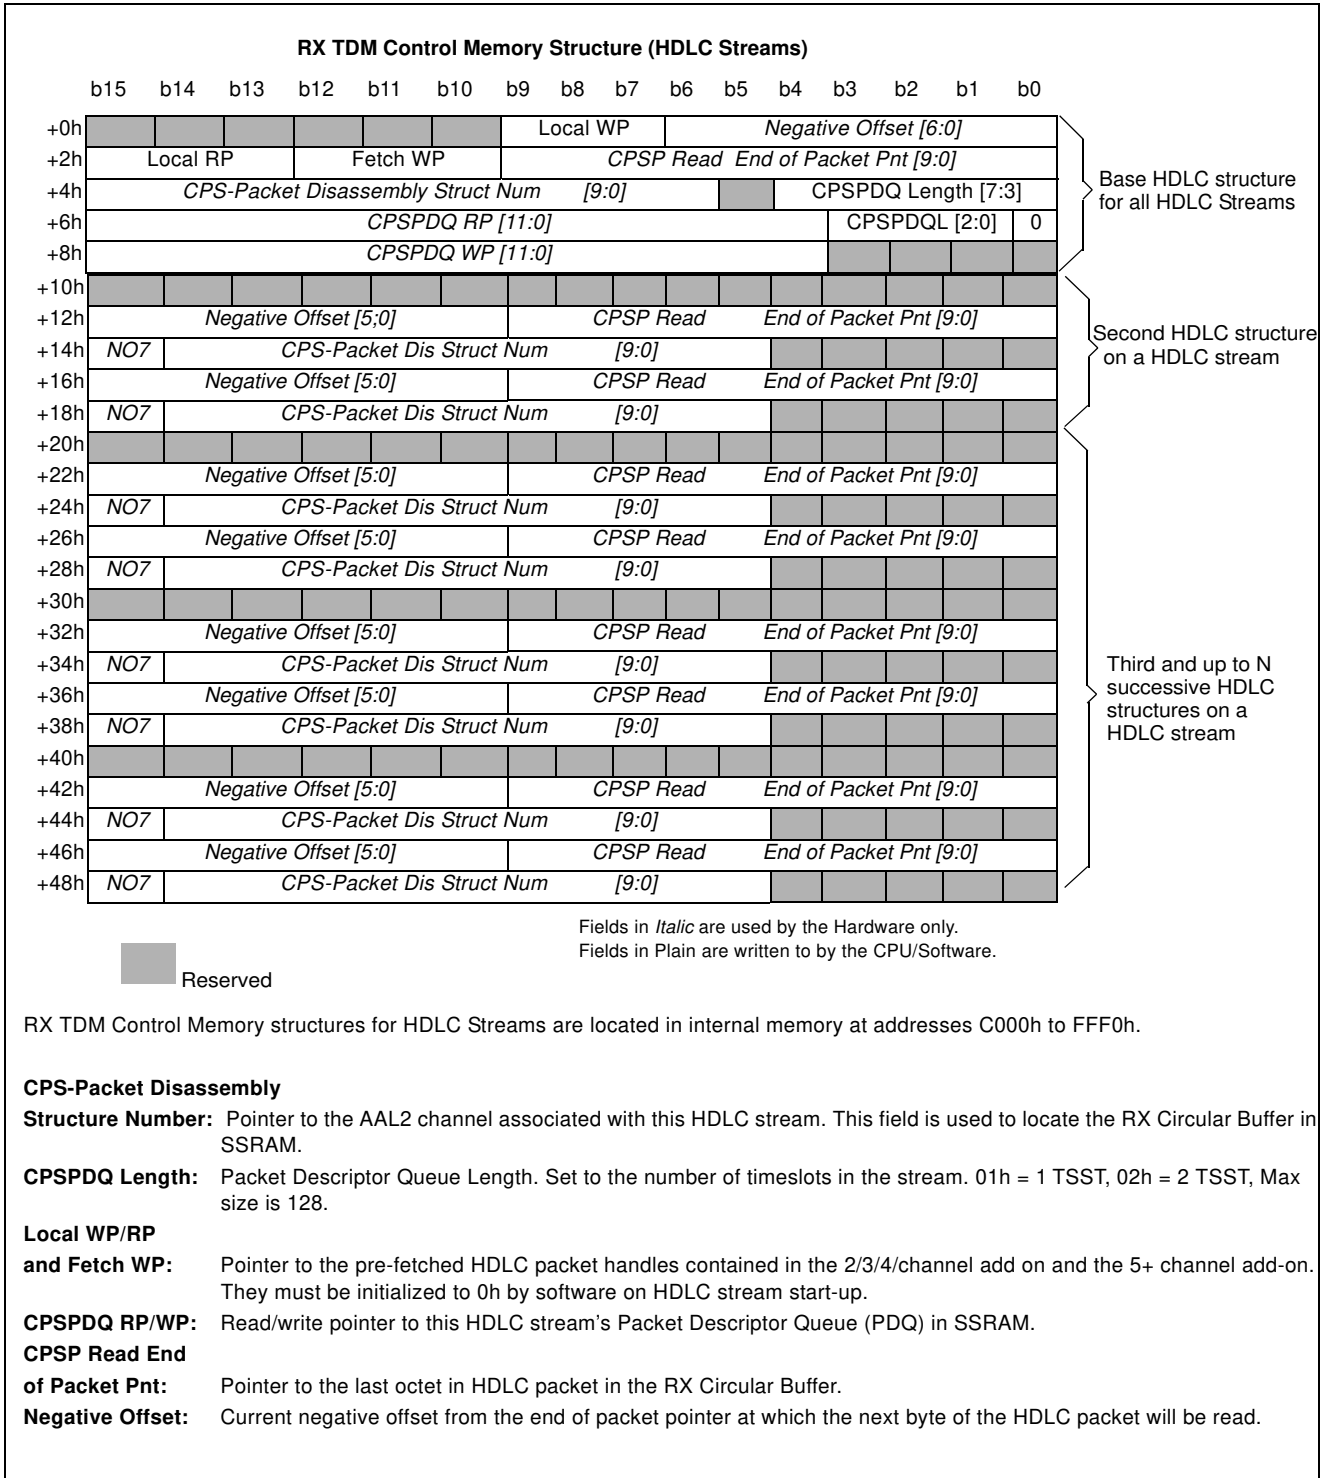 RX TDM Control Memory Structure (HDLC Streams)
b15 b14 b13 b12 b11 b10 b9 b8 b7 b6 b5 b4 b3 b2 b1 b0
+0h Local WP Negative Offset [6:0]
+2h Local RP Fetch WP CPSP Read End of Packet Pnt [9:0]
+4h CPS-Packet Disassembly Struct Num [9:0] CPSPDQ Length [7:3]
+6h CPSPDQ RP [11:0] CPSPDQL [2:0] 0
+8h CPSPDQ WP [11:0]
Base HDLC structure
for all HDLC Streams
+10h
+12h Negative Offset [5;0] CPSP Read End of Packet Pnt [9:0]
+14h NO7 CPS-Packet Dis Struct Num [9:0]
+16h Negative Offset [5:0] CPSP Read End of Packet Pnt [9:0]
+18h NO7 CPS-Packet Dis Struct Num [9:0]
Second HDLC structure
on a HDLC stream
+20h
+22h Negative Offset [5:0] CPSP Read End of Packet Pnt [9:0]
+24h NO7 CPS-Packet Dis Struct Num [9:0]
+26h Negative Offset [5:0] CPSP Read End of Packet Pnt [9:0]
+28h NO7 CPS-Packet Dis Struct Num [9:0]
+30h
+32h Negative Offset [5:0] CPSP Read End of Packet Pnt [9:0]
+34h NO7 CPS-Packet Dis Struct Num [9:0]
+36h Negative Offset [5:0] CPSP Read End of Packet Pnt [9:0]
+38h NO7 CPS-Packet Dis Struct Num [9:0]
+40h
+42h Negative Offset [5:0] CPSP Read End of Packet Pnt [9:0]
+44h NO7 CPS-Packet Dis Struct Num [9:0]
+46h Negative Offset [5:0] CPSP Read End of Packet Pnt [9:0]
+48h NO7 CPS-Packet Dis Struct Num [9:0]
Third and up to N
successive HDLC
structures on a
HDLC stream
Fields in Italic are used by the Hardware only.
Fields in Plain are written to by the CPU/Software.
Reserved
RX TDM Control Memory structures for HDLC Streams are located in internal memory at addresses C000h to FFF0h.
CPS-Packet Disassembly
Structure Number: Pointer to the AAL2 channel associated with this HDLC stream. This field is used to locate the RX Circular Buffer in
SSRAM.
CPSPDQ Length: Packet Descriptor Queue Length. Set to the number of timeslots in the stream. 01h = 1 TSST, 02h = 2 TSST, Max
size is 128.
Local WP/RP
and Fetch WP: Pointer to the pre-fetched HDLC packet handles contained in the 2/3/4/channel add on and the 5+ channel add-on.
They must be initialized to 0h by software on HDLC stream start-up.
CPSPDQ RP/WP: Read/write pointer to this HDLC stream's Packet Descriptor Queue (PDQ) in SSRAM.
CPSP Read End
of Packet Pnt: Pointer to the last octet in HDLC packet in the RX Circular Buffer.
Negative Offset: Current negative offset from the end of packet pointer at which the next byte of the HDLC packet will be read.